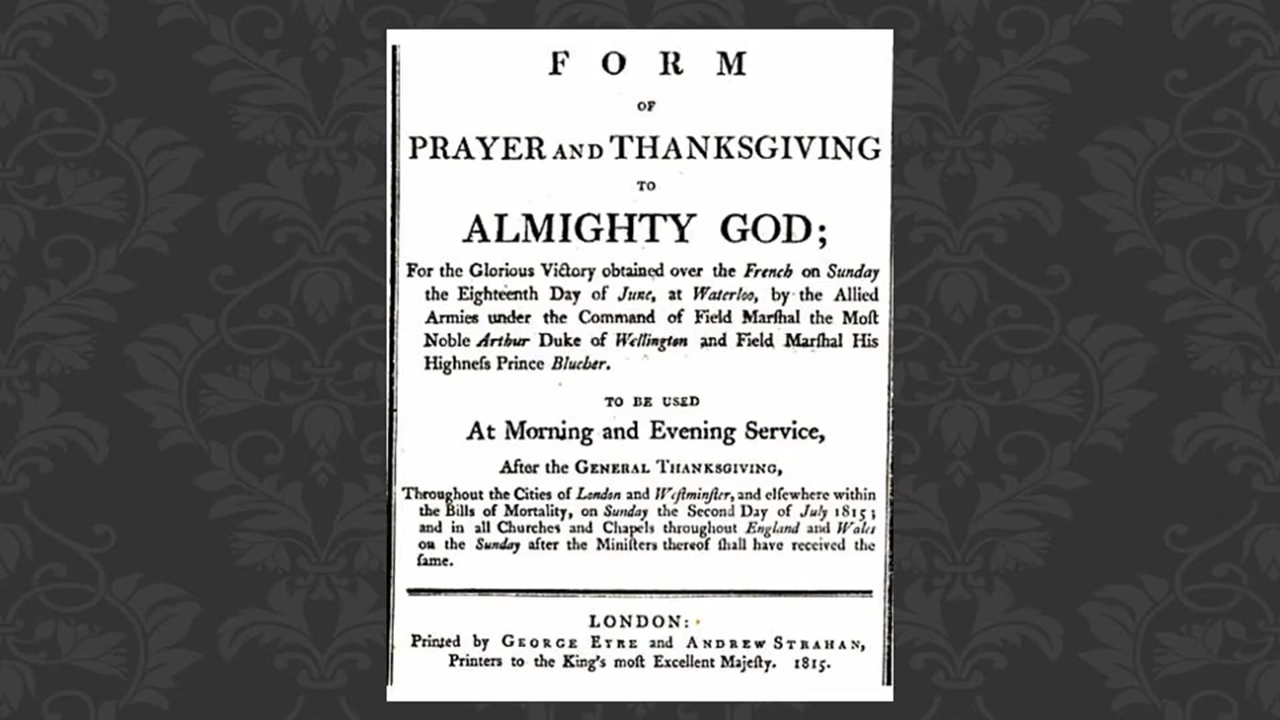 F O R M
OF
PRAYER AND THANKSGIVING
TO
ALMIGHTY GOD;
For the Glorious Victory obtained over the French on Sunday
the Eighteenth Day of June, at Waterloo, by the Allied
Armies under the Command of Field Marſhal the Moſt
Noble Arthur Duke of Wellington and Field Marſhal His
Highneſs Prince Blucher.
TO BE USED
At Morning and Evening Service,
After the GENERAL THANKSGIVING,
Throughout the Cities of London and Weſtminſter, and elſewhere within
the Bills of Mortality, on Sunday the Second Day of July 1815;
and in all Churches and Chapels throughout England and Wales
on the Sunday after the Miniſters thereof ſhall have received the
ſame.
LONDON:
Printed by GEORGE EYRE and ANDREW STRAHAN,
Printers to the King's moſt Excellent Majeſty. 1815.